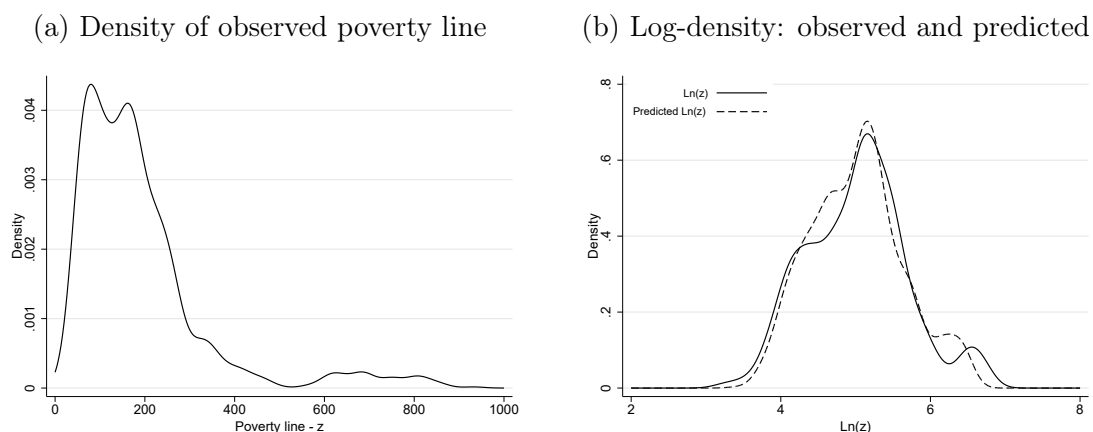 (a) Density of observed poverty line
Density
.004
.003
.002
.001
0
0 200 400 600 800 1000
Poverty line - z
(b) Log-density: observed and predicted
Ln(z)
Predicted Ln(z)
Density
.8
.6
.4
.2
0
2 4 6 8
Ln(z)